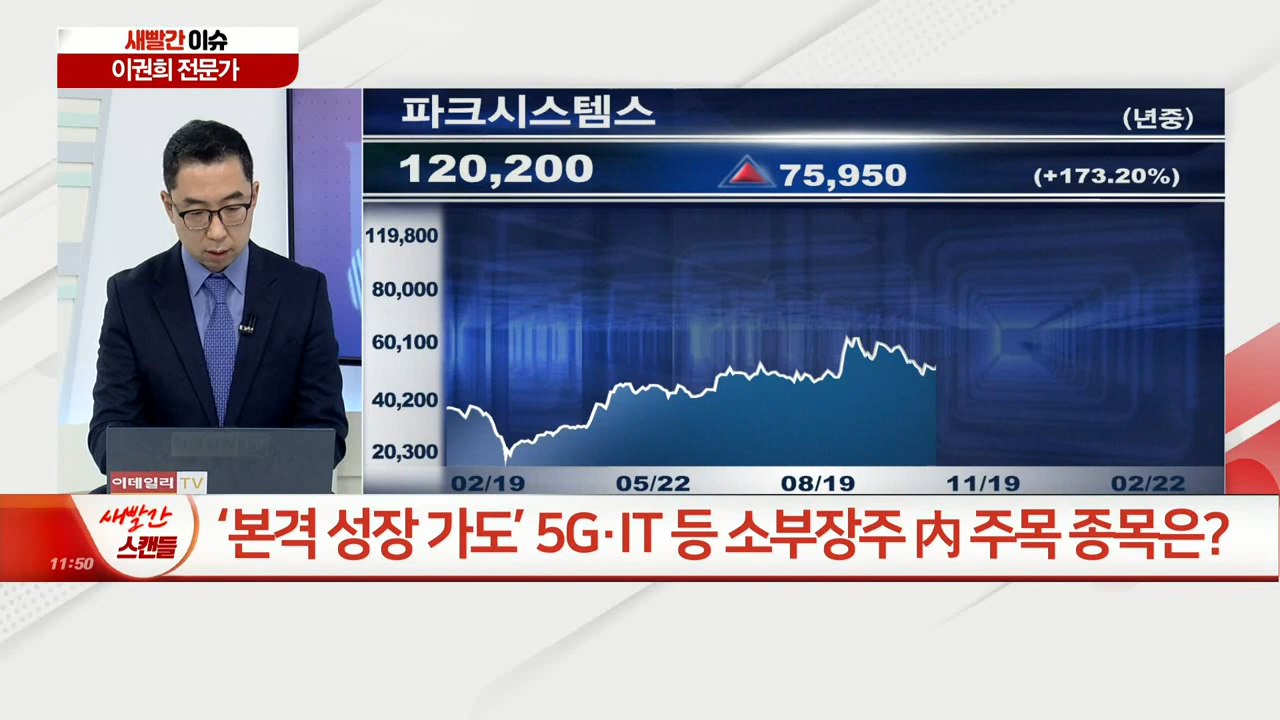 새빨간 이슈
이권희 전문가
파크시스템스
(년중)
120,200
75,950
(+173.20%)
119,800
80,000
60,100
40,200
20,300
02/19
05/22
08/19
11/19
02/22
이데일리 TV
새빨간
스캔들
11:50
‘본격 성장 가도’ 5G·IT 등 소부장주 內 주목 종목은?